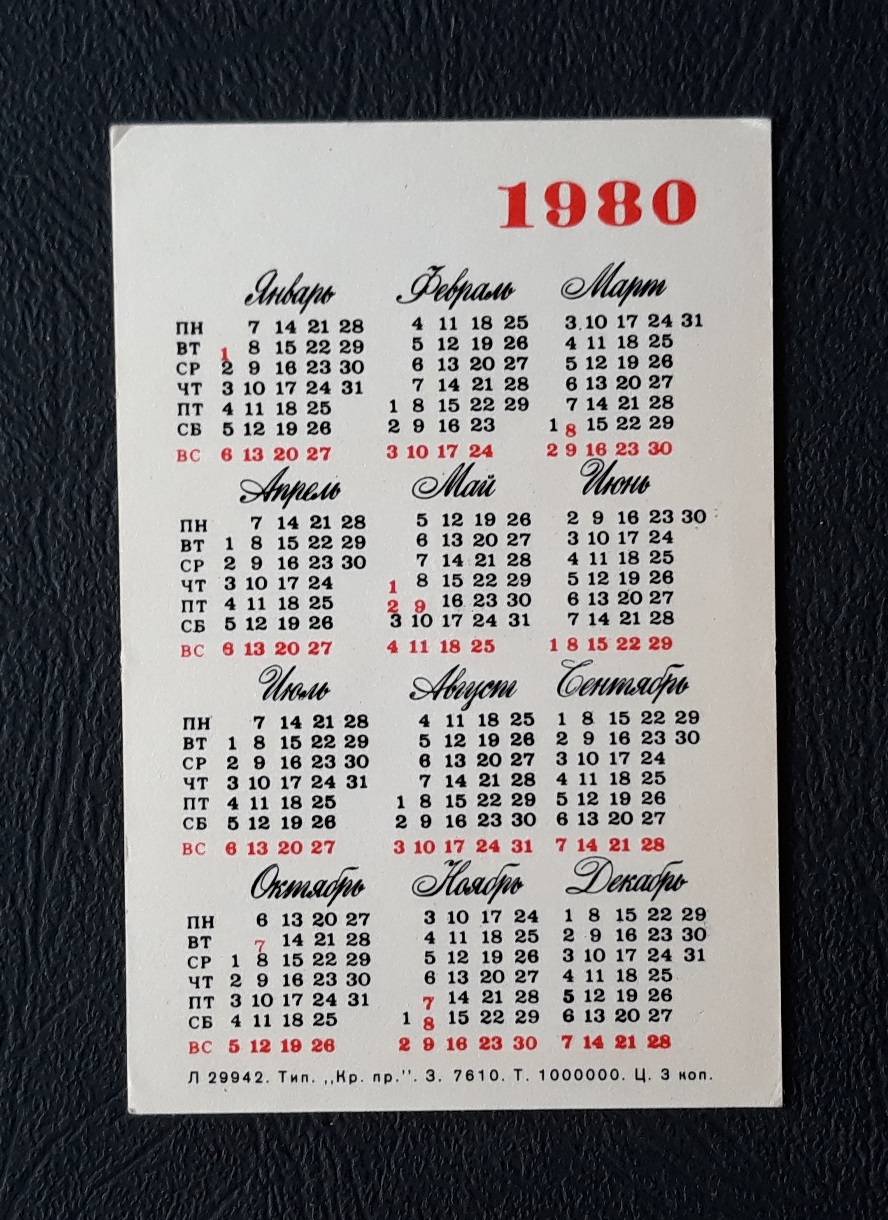 1980
Январь Февраль Март
ПН 7 14 21 28 4 11 18 25 3 10 17 24 31
ВТ 1 8 15 22 29 5 12 19 26 4 11 18 25
СР 2 9 16 23 30 6 13 20 27 5 12 19 26
ЧТ 3 10 17 24 31 7 14 21 28 6 13 20 27
ПТ 4 11 18 25 1 8 15 22 29 7 14 21 28
СБ 5 12 19 26 2 9 16 23 1 8 15 22 29
ВС 6 13 20 27 3 10 17 24 2 9 16 23 30
Апрель Май Июнь
ПН 7 14 21 28 5 12 19 26 2 9 16 23 30
ВТ 1 8 15 22 29 6 13 20 27 3 10 17 24
СР 2 9 16 23 30 7 14 21 28 4 11 18 25
ЧТ 3 10 17 24 1 8 15 22 29 5 12 19 26
ПТ 4 11 18 25 2 9 16 23 30 6 13 20 27
СБ 5 12 19 26 3 10 17 24 31 7 14 21 28
ВС 6 13 20 27 4 11 18 25 1 8 15 22 29
Июль Август Сентябрь
ПН 7 14 21 28 4 11 18 25 1 8 15 22 29
ВТ 1 8 15 22 29 5 12 19 26 2 9 16 23 30
СР 2 9 16 23 30 6 13 20 27 3 10 17 24
ЧТ 3 10 17 24 31 7 14 21 28 4 11 18 25
ПТ 4 11 18 25 1 8 15 22 29 5 12 19 26
СБ 5 12 19 26 2 9 16 23 30 6 13 20 27
ВС 6 13 20 27 3 10 17 24 31 7 14 21 28
Октябрь Ноябрь Декабрь
ПН 6 13 20 27 3 10 17 24 1 8 15 22 29
ВТ 7 14 21 28 4 11 18 25 2 9 16 23 30
СР 1 8 15 22 29 5 12 19 26 3 10 17 24 31
ЧТ 2 9 16 23 30 6 13 20 27 4 11 18 25
ПТ 3 10 17 24 31 7 14 21 28 5 12 19 26
СБ 4 11 18 25 1 8 15 22 29 6 13 20 27
ВС 5 12 19 26 2 9 16 23 30 7 14 21 28
Л 29942. Тип. ,,Кр. пр.''. З. 7610. Т. 1000000. Ц. 3 коп.